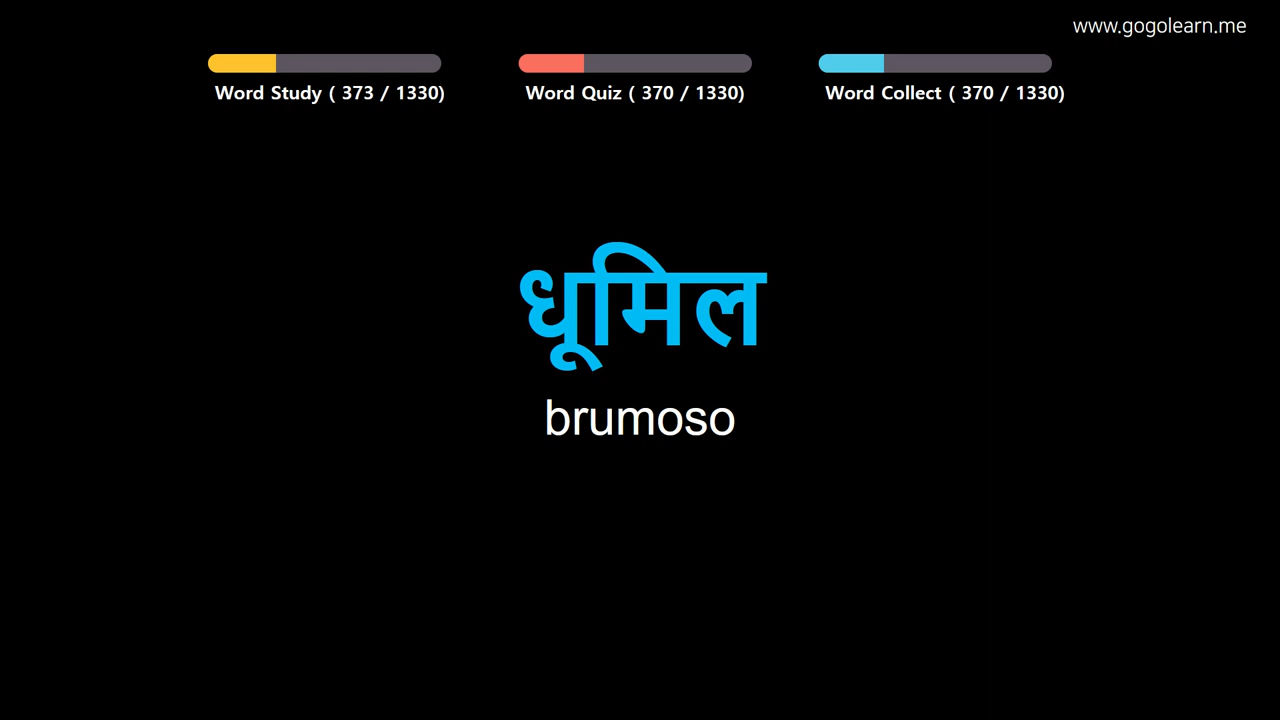 www.gogolearn.me
Word Study ( 373 / 1330)
Word Quiz ( 370 / 1330)
Word Collect ( 370 / 1330)
धूमिल
brumoso